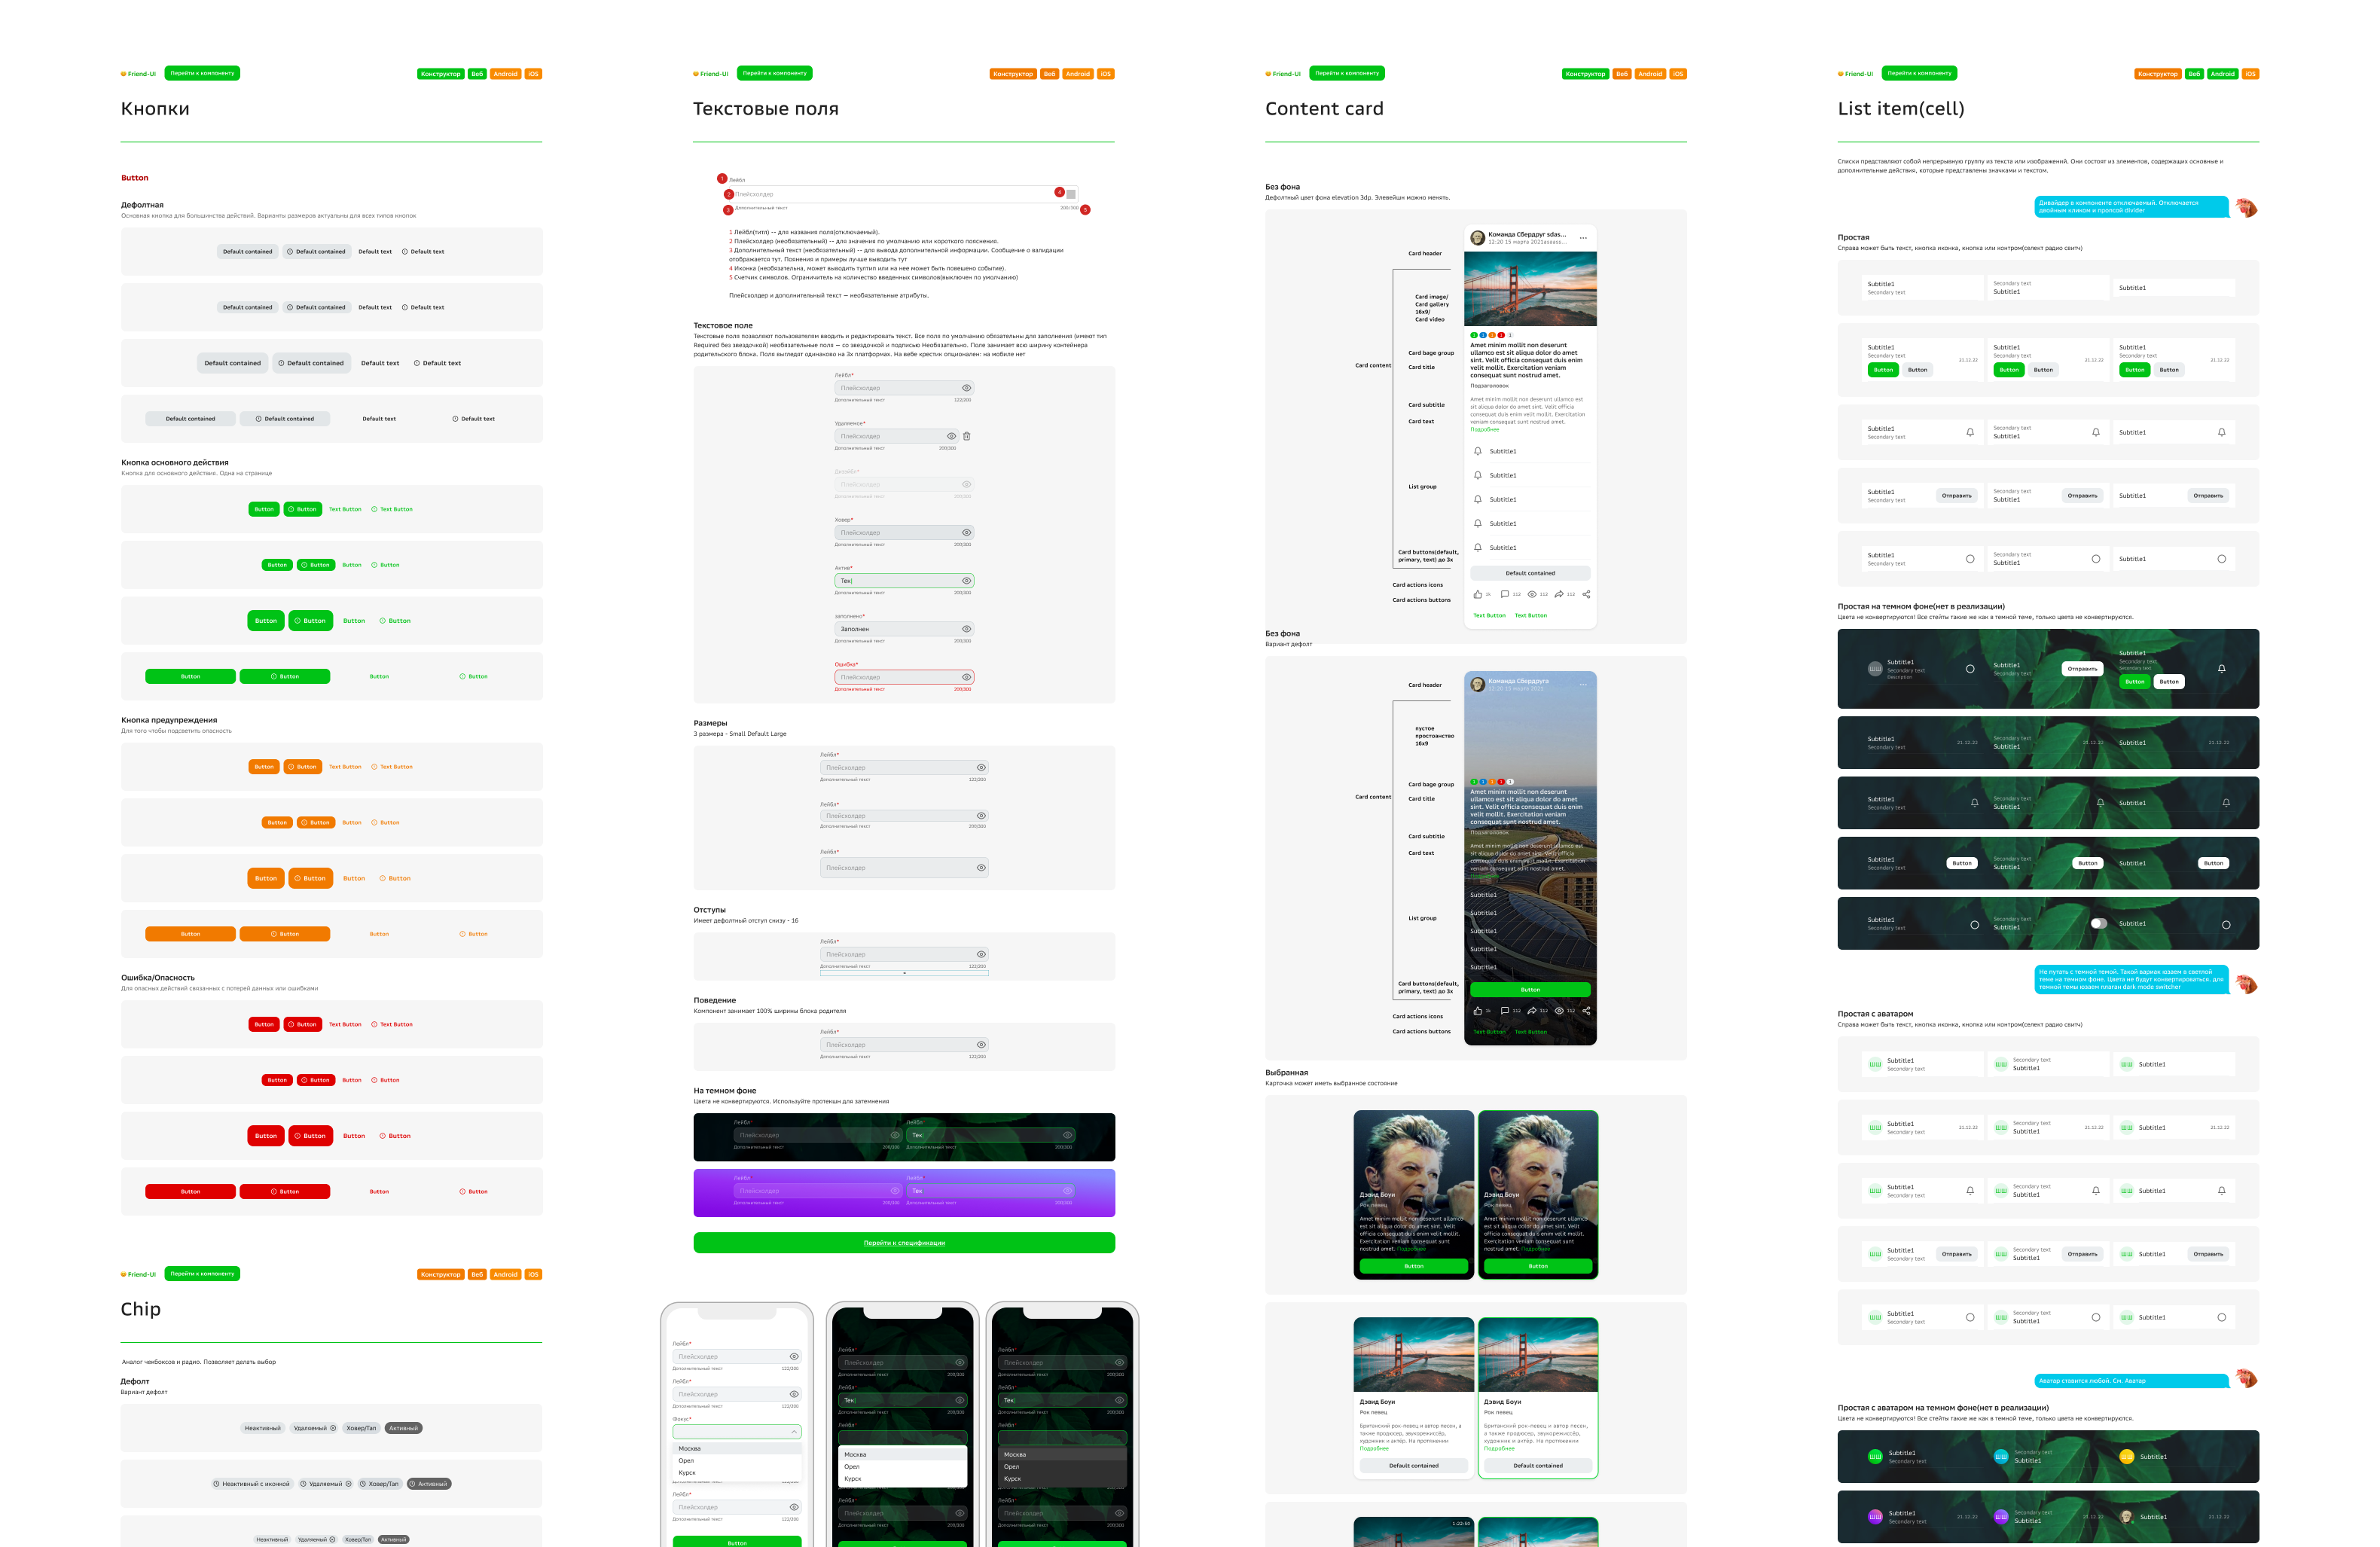 Friend-UI
Перейти к компоненту
Конструктор
Веб
Android
iOS
Кнопки
Button
Дефолтная
Основная кнопка для большинства действий. Варианты размеров актуальны для всех типов кнопок
Default contained Default contained Default text Default text
Default contained Default contained Default text Default text
Default contained Default contained Default text Default text
Default contained Default contained Default text Default text
Кнопка основного действия
Кнопка для основного действия. Одна на странице
Button Button Text Button Text Button
Button Button Button Button
Button Button Button Button
Button Button Button Button
Кнопка предупреждения
Для того чтобы подсветить опасность
Button Button Text Button Text Button
Button Button Button Button
Button Button Button Button
Button Button Button Button
Ошибка/Опасность
Для опасных действий связанных с потерей данных или ошибками
Button Button Text Button Text Button
Button Button Button Button
Button Button Button Button
Button Button Button Button
Friend-UI
Перейти к компоненту
Конструктор
Веб
Android
iOS
Chip
Аналог чекбоксов и радио. Позволяет делать выбор
Дефолт
Вариант дефолт
Неактивный Удаляемый Ховер/Тап Активный
Неактивный с иконкой Удаляемый Ховер/Тап Активный
Неактивный Удаляемый Ховер/Тап Активный
Friend-UI
Перейти к компоненту
Конструктор
Веб
Android
iOS
Текстовые поля
1 Лейбл
2 Плейсхолдер 4
3 Дополнительный текст 200/300 5
1 Лейбл(титл) -- для названия поля(отключаемый).
2 Плейсхолдер (необязательный) -- для значения по умолчанию или короткого пояснения.
3 Дополнительный текст (необязательный) -- для вывода дополнительной информации. Сообщение о валидации
отображается тут. Пояснения и примеры лучше выводить тут
4 Иконка (необязательна, может выводить тултип или на нее может быть повешено событие).
5 Счетчик символов. Ограничитель на количество введенных символов(выключен по умолчанию)
Плейсхолдер и дополнительный текст — необязательные атрибуты.
Текстовое поле
Текстовые поля позволяют пользователям вводить и редактировать текст. Все поля по умолчанию обязательны для заполнения (имеют тип
Required без звездочкой) необязательные поля — со звездочкой и подписью Необязательно. Поле занимает всю ширину контейнера
родительского блока. Поля выглядят одинаково на 3х платформах. На вебе крестик опционален: на мобиле нет
Лейбл*
Плейсхолдер
Дополнительный текст 122/300
Удаляемое*
Плейсхолдер
Дополнительный текст 200/300
Плейсхолдер
Дополнительный текст 200/300
Ховер*
Плейсхолдер
Дополнительный текст 200/300
Актив*
Тек|
Дополнительный текст 200/300
заполнено*
Заполнен
Дополнительный текст 200/300
Ошибка*
Плейсхолдер
Дополнительный текст 200/300
Размеры
3 размера - Small Default Large
Лейбл*
Плейсхолдер
Дополнительный текст 122/300
Лейбл*
Плейсхолдер
Дополнительный текст 200/300
Лейбл*
Плейсхолдер
Отступы
Имеет дефолтный отступ снизу - 16
Лейбл*
Плейсхолдер
Дополнительный текст 122/300
Поведение
Компонент занимает 100% ширины блока родителя
Лейбл*
Плейсхолдер
Дополнительный текст 122/300
На темном фоне
Цвета не конвертируются. Используйте протекшн для затемнения
Лейбл Лейбл
Плейсхолдер Тек|
Дополнительный текст 200/300 Дополнительный текст 200/300
Лейбл Лейбл
Плейсхолдер Тек
Дополнительный текст 200/300 Дополнительный текст 200/300
Перейти к спецификации
Лейбл*
Плейсхолдер
Дополнительный текст 122/300
Лейбл*
Плейсхолдер
Дополнительный текст 122/300
Фокус*
Москва
Орел
Курск
Лейбл*
Плейсхолдер
Дополнительный текст 122/300
Button
Лейбл
Плейсхолдер
Дополнительный текст 200/300
Лейбл
Тек|
Дополнительный текст 200/300
Лейбл
Москва
Орел
Курск
Лейбл
Плейсхолдер
Дополнительный текст 200/300
Лейбл
Плейсхолдер
Дополнительный текст 200/300
Лейбл
Тек|
Дополнительный текст 200/300
Лейбл
Москва
Орел
Курск
Лейбл
Плейсхолдер
Дополнительный текст 200/300
Friend-UI
Перейти к компоненту
Конструктор
Веб
Android
iOS
Content card
Без фона
Дефолтный цвет фона elevation 3dp. Элевейшн можно менять.
Card header
Card image/
Card gallery
16x9/
Card video
Card content
Card bage group
Card title
Card subtitle
Card text
List group
Card buttons(default,
primary, text) до 3х
Card actions icons
Card actions buttons
Команда Сбердруг sdas...
12:20 15 марта 2021asauss...
Amet minim mollit non deserunt
ullamco est sit aliqua dolor do amet
sint. Velit officia consequat duis enim
velit mollit. Exercitation veniam
consequat sunt nostrud amet.
Подзаголовок
Amet minim mollit non deserunt ullamco est
sit aliqua dolor do amet sint. Velit officia
consequat duis enim velit mollit. Exercitation
veniam consequat sunt nostrud amet.
Подробнее
Subtitle1
Subtitle1
Subtitle1
Subtitle1
Subtitle1
Default contained
1k 112 112 112
Text Button Text Button
Без фона
Вариант дефолт
Card header
пустое
простоанство
16x9
Card content
Card bage group
Card title
Card subtitle
Card text
List group
Card buttons(default,
primary, text) до 3х
Card actions icons
Card actions buttons
Команда Сбердруга
12:20 15 марта 2021
Amet minim mollit non deserunt
ullamco est sit aliqua dolor do amet
sint. Velit officia consequat duis enim
velit mollit. Exercitation veniam
consequat sunt nostrud amet.
Подзаголовок
Amet minim mollit non deserunt ullamco est
sit aliqua dolor do amet sint. Velit officia
consequat duis enim velit mollit. Exercitation
veniam consequat sunt nostrud amet.
Subtitle1
Subtitle1
Subtitle1
Subtitle1
Subtitle1
Button
1k 112 112 112
Text Button Text Button
Выбранная
Карточка может иметь выбранное состояние
Дэвид Боуи
Рок певец
Amet minim mollit non deserunt ullamco
est sit aliqua dolor do amet sint. Velit
officia consequat duis enim velit mollit.
Exercitation veniam consequat sunt
nostrud amet. Подробнее
Button
Дэвид Боуи
Рок певец
Amet minim mollit non deserunt ullamco
est sit aliqua dolor do amet sint. Velit
officia consequat duis enim velit mollit.
Exercitation veniam consequat sunt
nostrud amet. Подробнее
Button
Дэвид Боуи
Рок певец
Британский рок-певец и автор песен, а
также продюсер, звукорежиссёр,
художник и актёр. На протяжении
Подробнее
Default contained
Дэвид Боуи
Рок певец
Британский рок-певец и автор песен,
а также продюсер, звукорежиссёр,
художник и актёр. На протяжении
Подробнее
Default contained
1:22:50
Friend-UI
Перейти к компоненту
Конструктор
Веб
Android
iOS
List item(cell)
Списки представляют собой непрерывную группу из текста или изображений. Они состоят из элементов, содержащих основные и
дополнительные действия, которые представлены значками и текстом.
Дивайдер в компоненте отключаемый. Отключается
двойным кликом и пропсой divider
Простая
Справа может быть текст, кнопка иконка, кнопка или контром(селект радио свитч)
Subtitle1 Secondary text Subtitle1
Secondary text Subtitle1
Subtitle1 Subtitle1 Subtitle1
Secondary text 21.12.22 Secondary text 21.12.22 Secondary text 21.12.22
Button Button Button Button Button Button
Subtitle1 Secondary text Subtitle1
Secondary text Subtitle1
Subtitle1 Отправить Secondary text Отправить Subtitle1 Отправить
Secondary text Subtitle1
Subtitle1 Secondary text Subtitle1
Secondary text Subtitle1
Простая на темном фоне(нет в реализации)
Цвета не конвертируются! Все стейты такие же как в темной теме, только цвета не конвертируются.
ШШ Subtitle1
Secondary text
Description
Subtitle1
Secondary text
Отправить
Subtitle1
Secondary text
Secondary text
Button Button
Subtitle1 21.12.22 Secondary text 21.12.22 Subtitle1 21.12.22
Secondary text Subtitle1
Subtitle1 Secondary text Subtitle1
Secondary text Subtitle1
Subtitle1 Button Secondary text Button Subtitle1 Button
Secondary text Subtitle1
Subtitle1 Secondary text Subtitle1
Secondary text Subtitle1
Не путать с темной темой. Такой вариак юзаем в светлой
теме на темном фоне. Цвета не будут конвертироваться. для
темной темы юзаем плаган dark mode switcher
Простая с аватаром
Справа может быть текст, кнопка иконка, кнопка или контром(селект радио свитч)
ШШ Subtitle1 ШШ Secondary text ШШ Subtitle1
Secondary text Subtitle1
ШШ Subtitle1 21.12.22 ШШ Secondary text 21.12.22 ШШ Subtitle1 21.12.22
Secondary text Subtitle1
ШШ Subtitle1 ШШ Secondary text ШШ Subtitle1
Secondary text Subtitle1
ШШ Subtitle1 Отправить ШШ Secondary text Отправить ШШ Subtitle1 Отправить
Secondary text Subtitle1
ШШ Subtitle1 ШШ Secondary text ШШ Subtitle1
Secondary text Subtitle1
Аватар ставится любой. См. Аватар
Простая с аватаром на темном фоне(нет в реализации)
Цвета не конвертируются! Все стейты такие же как в темной теме, только цвета не конвертируются.
ШШ Subtitle1 ШШ Secondary text ШШ Subtitle1
Secondary text Subtitle1
ШШ Subtitle1 21.12.22 ШШ Secondary text 21.12.22 Subtitle1 21.12.22
Secondary text Subtitle1